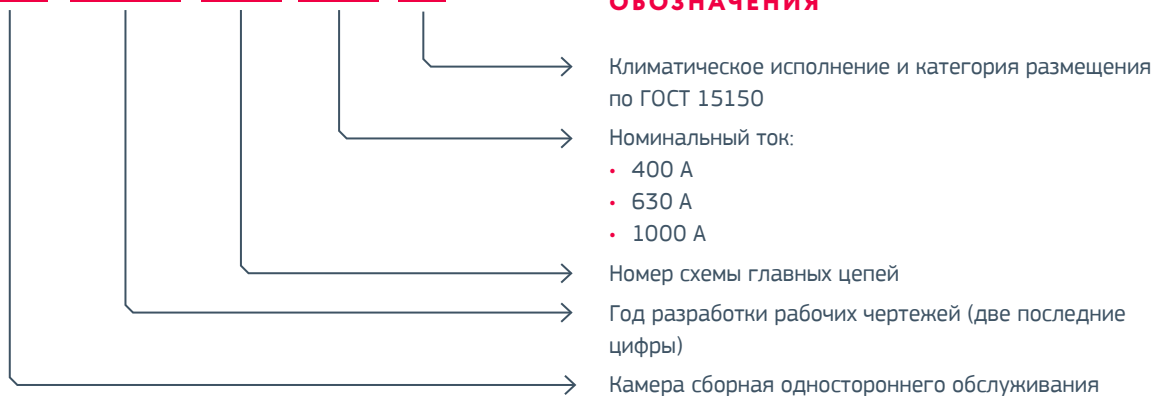 ОБОЗНАЧЕНИЯ
Климатическое исполнение и категория размещения
по ГОСТ 15150
Номинальный ток:
• 400 А
• 630 А
• 1000 А
Номер схемы главных цепей
Год разработки рабочих чертежей (две последние
цифры)
Камера сборная одностороннего обслуживания